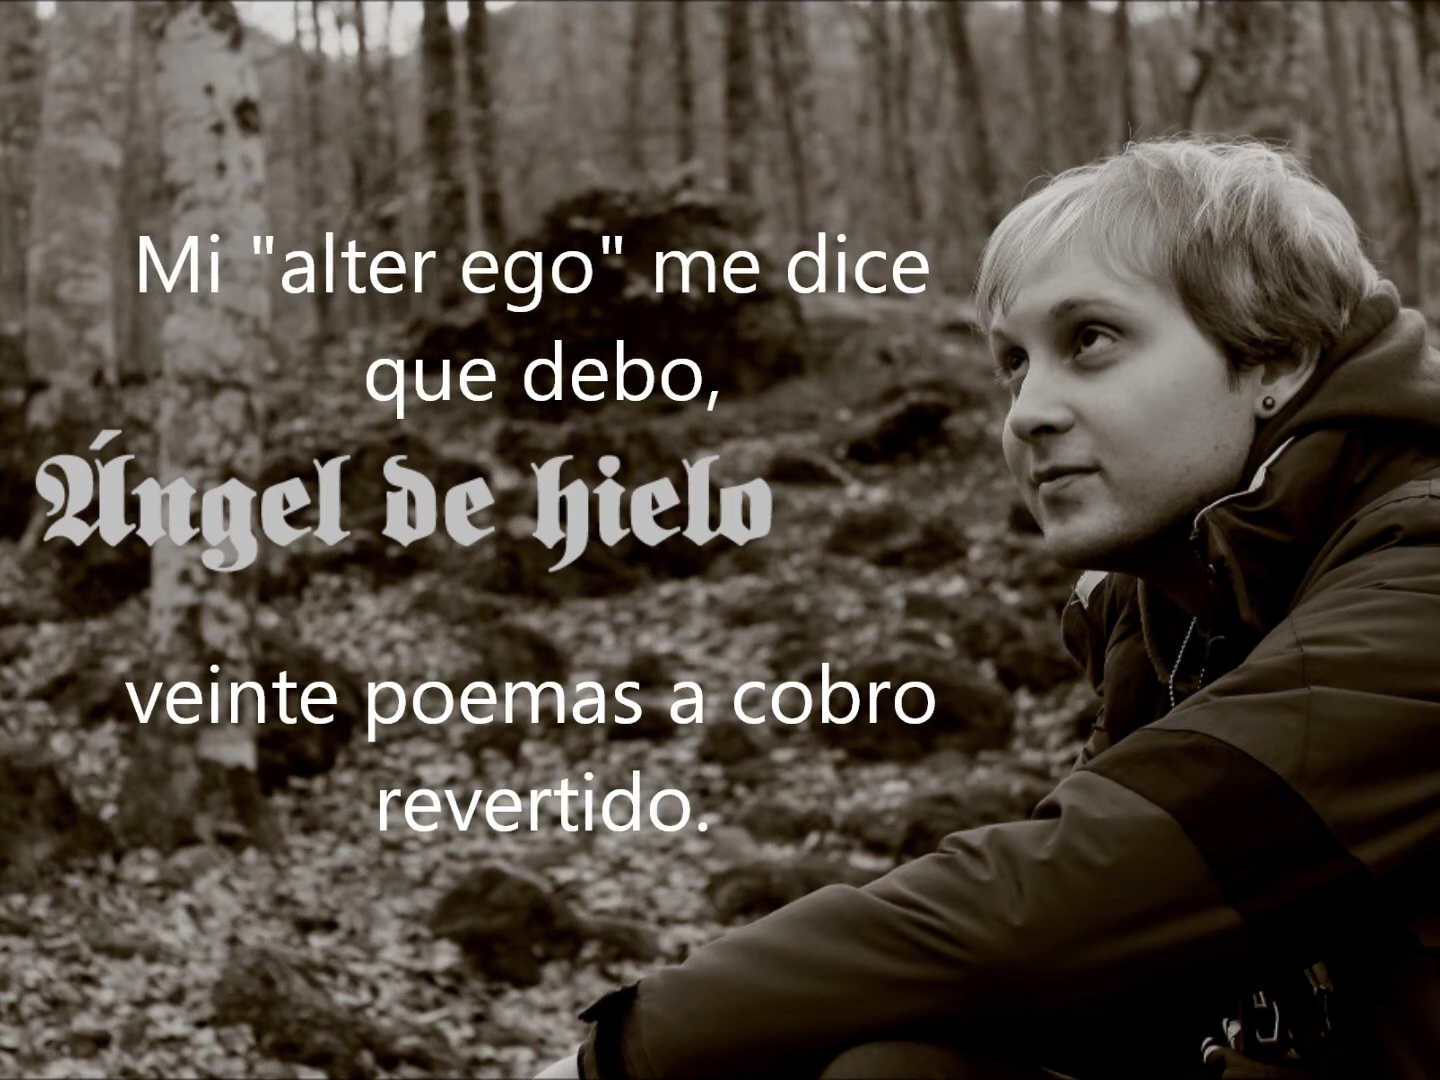 Mi "alter ego" me dice
que debo,
Ángel de hielo
veinte poemas a cobro
revertido.